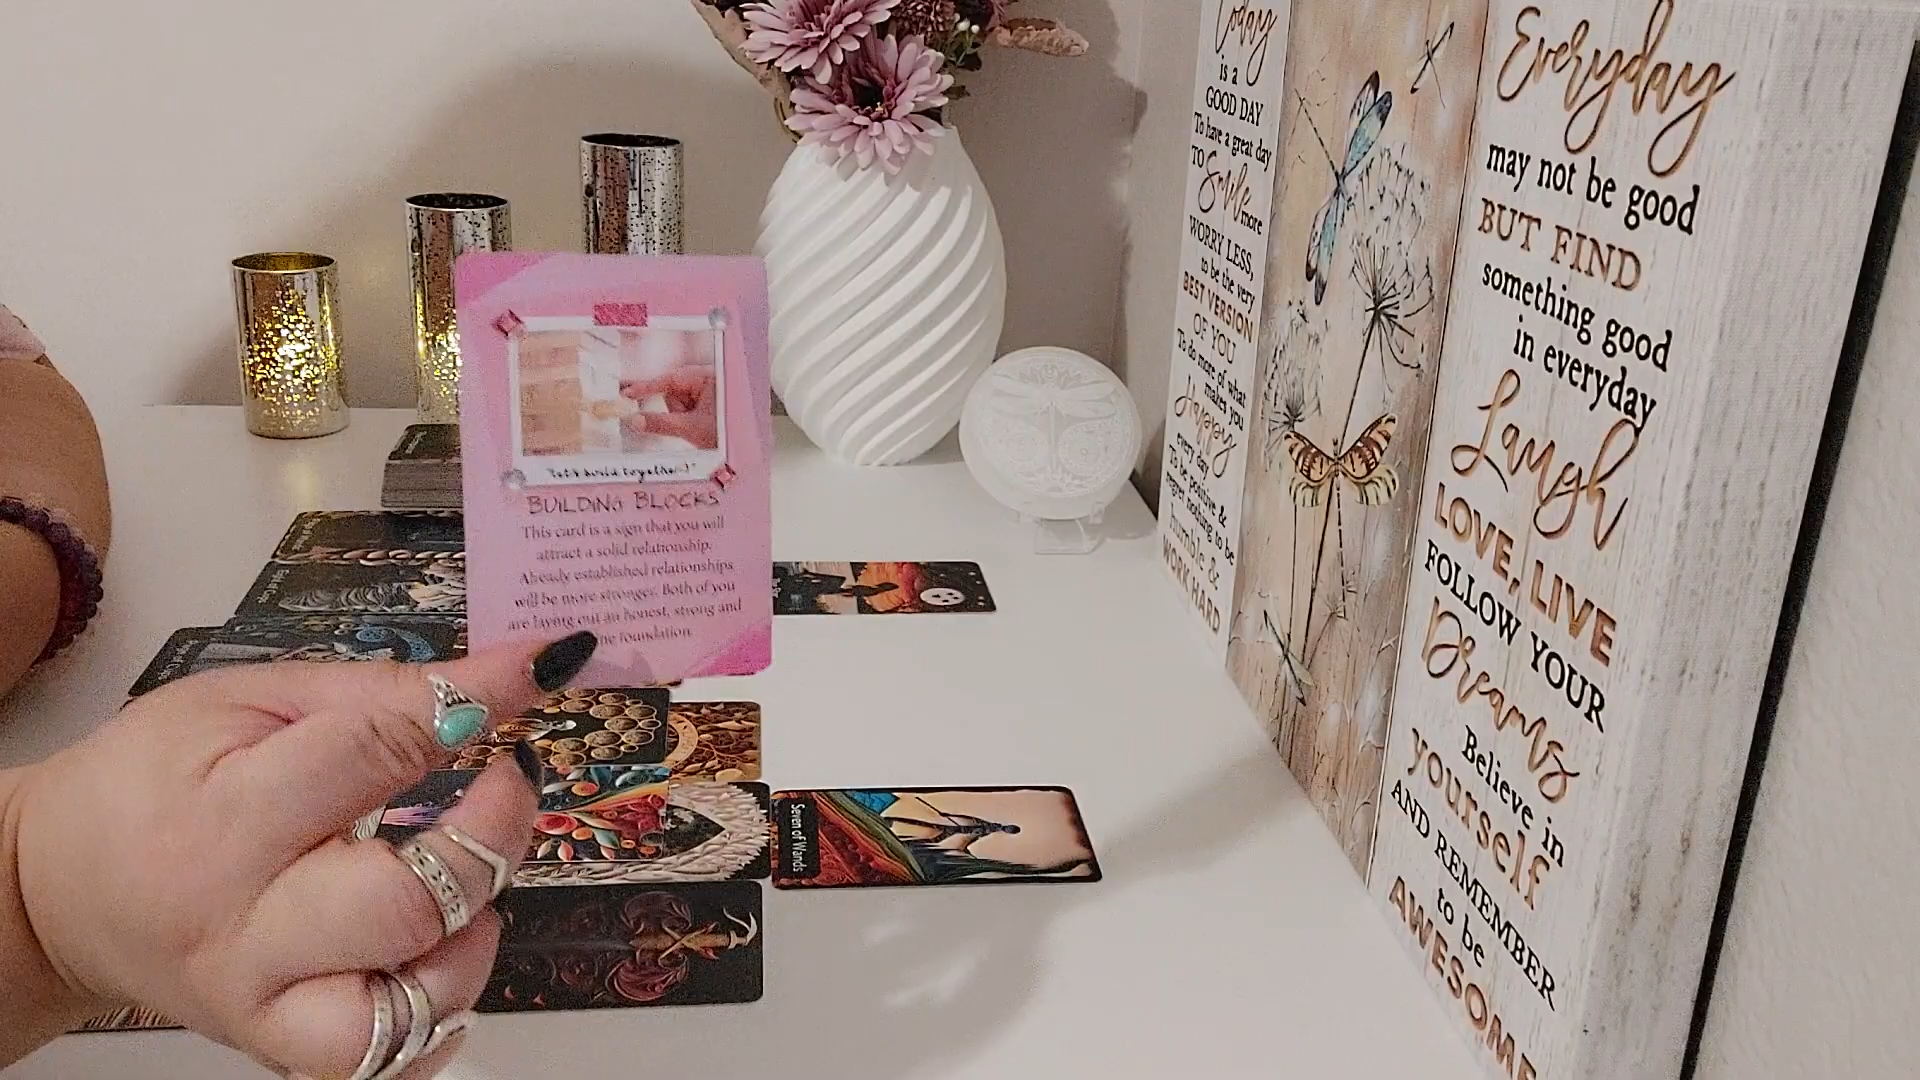 "Let's build together:)"
BUILDING BLOCKS
This card is a sign that you will
attract a solid relationship.
Already established relationships
will be more stronger. Both of you
are laying out an honest, strong and
foundation.
Seven of Wands
Today
is a
GOOD DAY
To have a great day
TO Smile more
WORRY LESS,
to be the very
BEST VERSION
OF YOU
To do more of what
makes you
Happy
every day
To be positive &
regret nothing to be
humble &
WORK HARD
Everyday
may not be good
BUT FIND
something good
in everyday
Laugh
LOVE, LIVE
FOLLOW YOUR
Dreams
Believe in
yourself
AND REMEMBER
to be
AWESOME